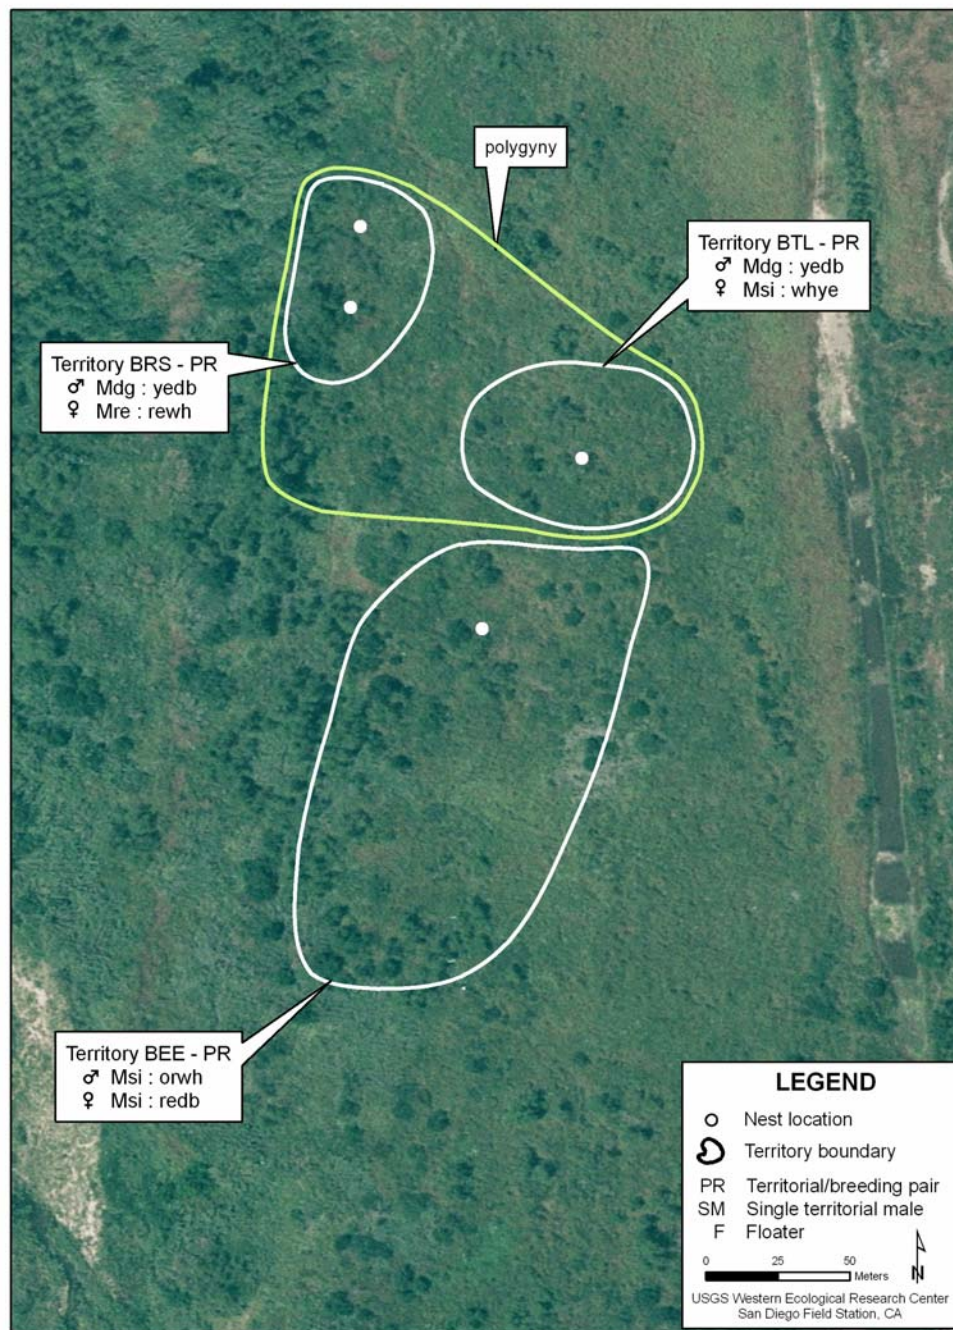 polygyny
Territory BTL - PR
♂ Mdg : yedb
♀ Msi : whye
Territory BRS - PR
♂ Mdg : yedb
♀ Mre : rewh
Territory BEE - PR
♂ Msi : orwh
♀ Msi : redb
LEGEND
Nest location
Territory boundary
PR Territorial/breeding pair
SM Single territorial male
F Floater
0 25 50
Meters
N
USGS Western Ecological Research Center
San Diego Field Station, CA